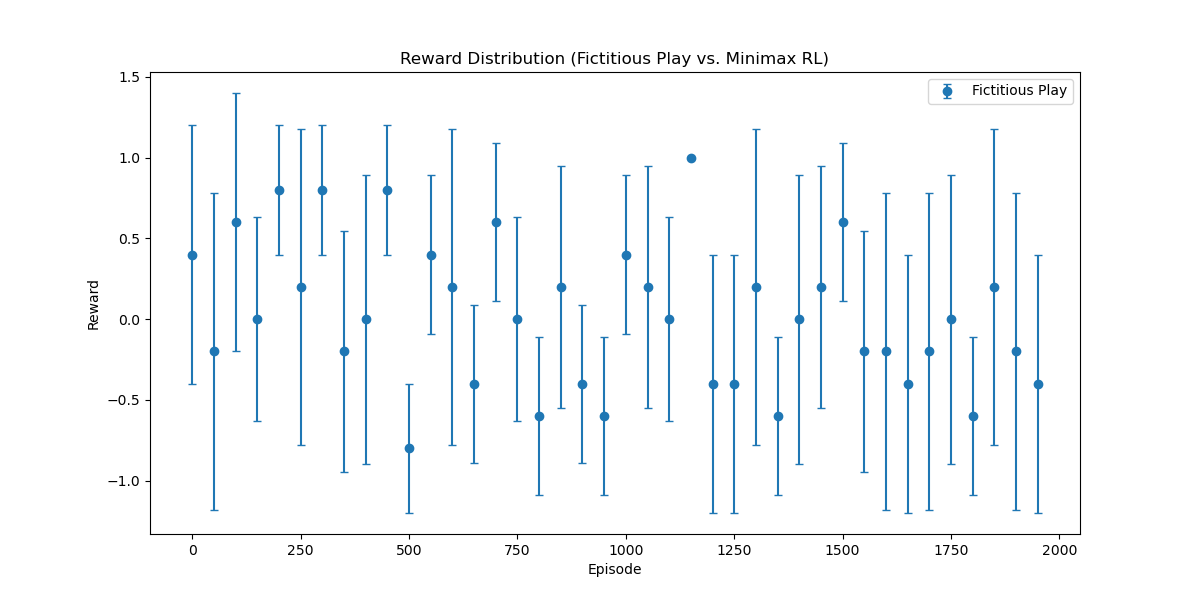 Reward Distribution (Fictitious Play vs. Minimax RL)
Fictitious Play
1.5
1.0
0.5
0.0
−0.5
−1.0
Reward
0 250 500 750 1000 1250 1500 1750 2000
Episode